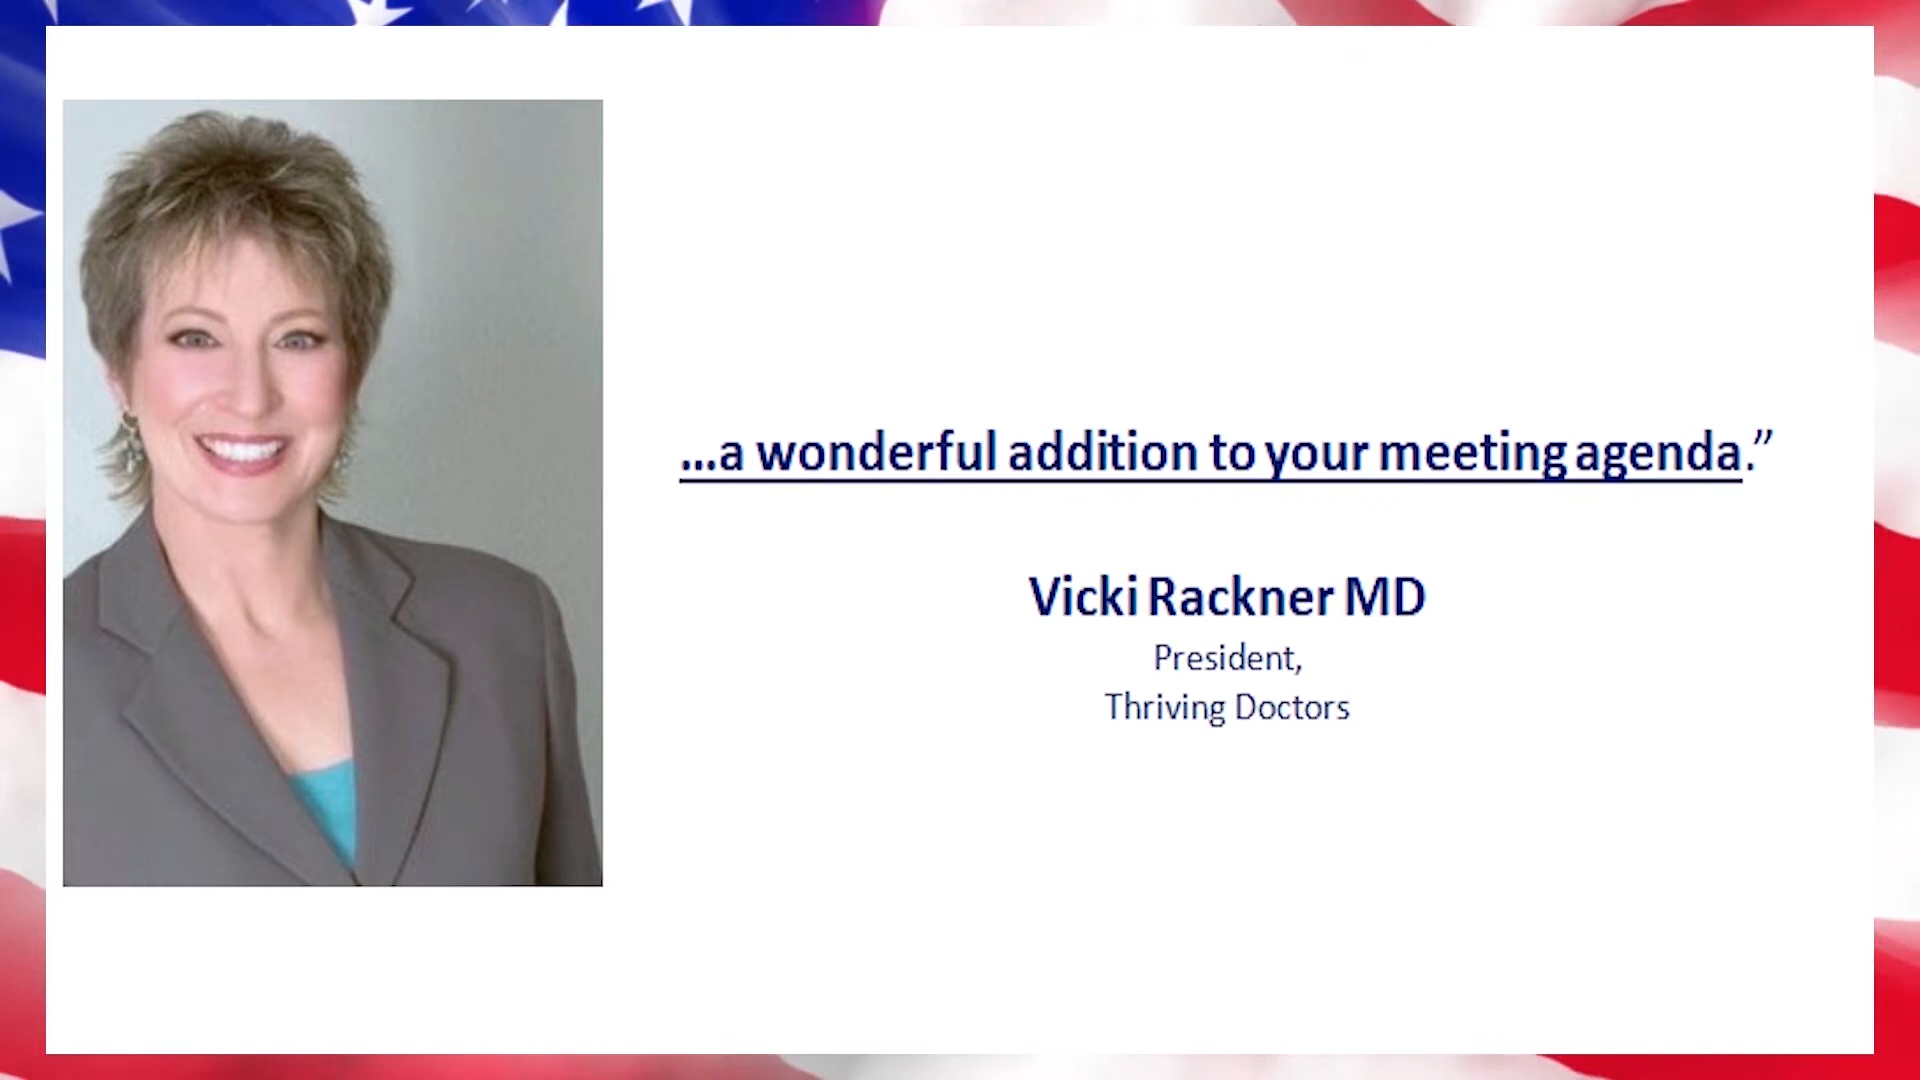 ...a wonderful addition to your meeting agenda.”
Vicki Rackner MD
President,
Thriving Doctors